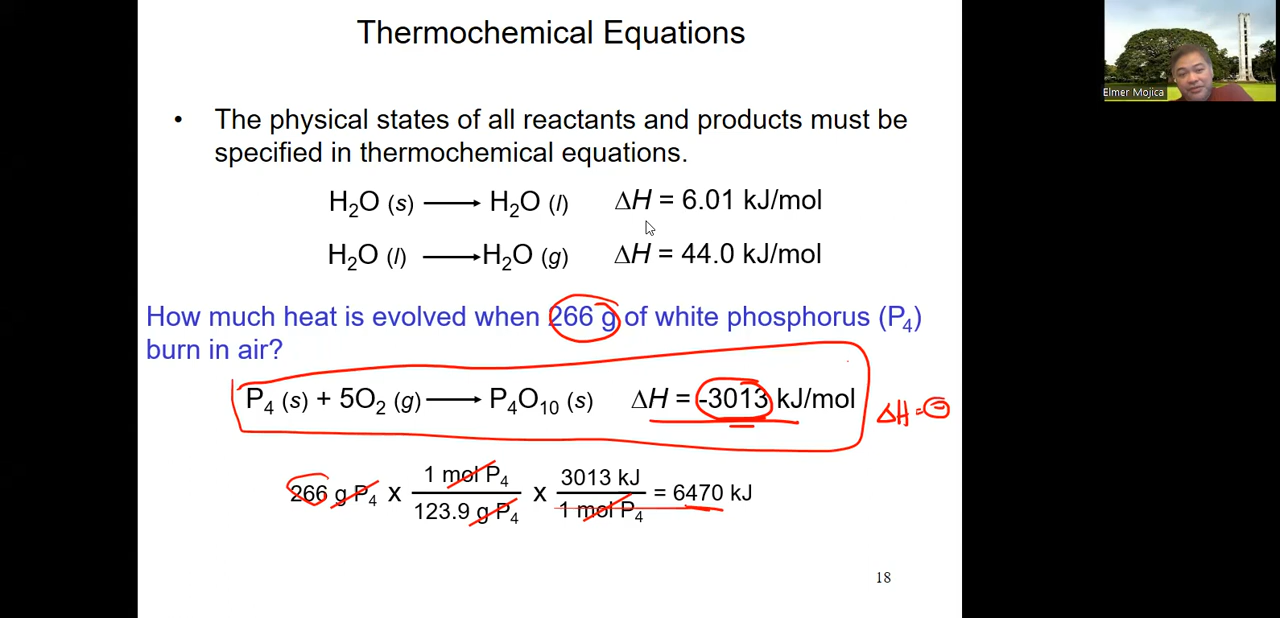 Thermochemical Equations
Elmer Mojica
• The physical states of all reactants and products must be
specified in thermochemical equations.
H₂O (s) ⟶ H₂O (l) ΔH = 6.01 kJ/mol
H₂O (l) ⟶ H₂O (g) ΔH = 44.0 kJ/mol
How much heat is evolved when 266 g of white phosphorus (P₄)
burn in air?
P₄ (s) + 5O₂ (g) ⟶ P₄O₁₀ (s) ΔH = -3013 kJ/mol
ΔH = ⊖
266 g P₄ x 1 mol P₄ / 123.9 g P₄ x 3013 kJ / 1 mol P₄ = 6470 kJ
18